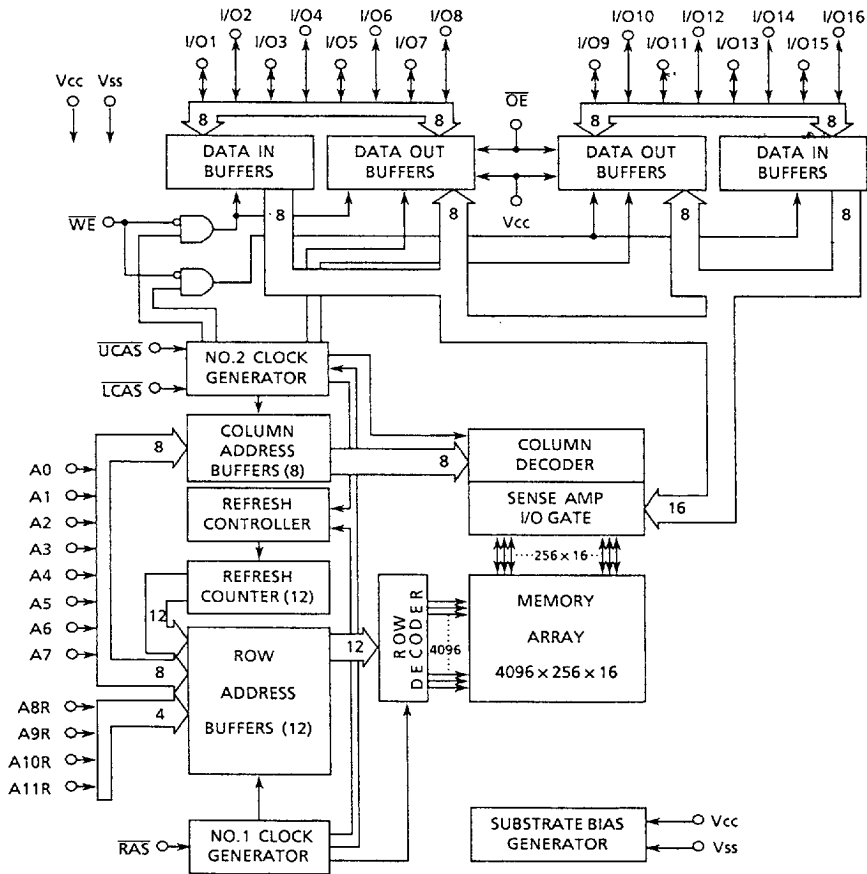 I/O2 I/O4 I/O6 I/O8 I/O10 I/O12 I/O14 I/O16
I/O1 I/O3 I/O5 I/O7 I/O9 I/O11 I/O13 I/O15
Vcc Vss
OE
8 8 8 8
DATA IN
BUFFERS
DATA OUT
BUFFERS
DATA OUT
BUFFERS
DATA IN
BUFFERS
Vcc
WE
8 8 8 8
UCAS
LCAS
NO.2 CLOCK
GENERATOR
COLUMN
ADDRESS
BUFFERS (8)
8
8
COLUMN
DECODER
SENSE AMP
I/O GATE
16
REFRESH
CONTROLLER
256 x 16
REFRESH
COUNTER (12)
12
A0
A1
A2
A3
A4
A5
A6
A7
A8R
A9R
A10R
A11R
8
4
ROW
ADDRESS
BUFFERS (12)
12
ROW
DECODER
4096
MEMORY
ARRAY
4096 x 256 x 16
RAS
NO.1 CLOCK
GENERATOR
SUBSTRATE BIAS
GENERATOR
Vcc
Vss